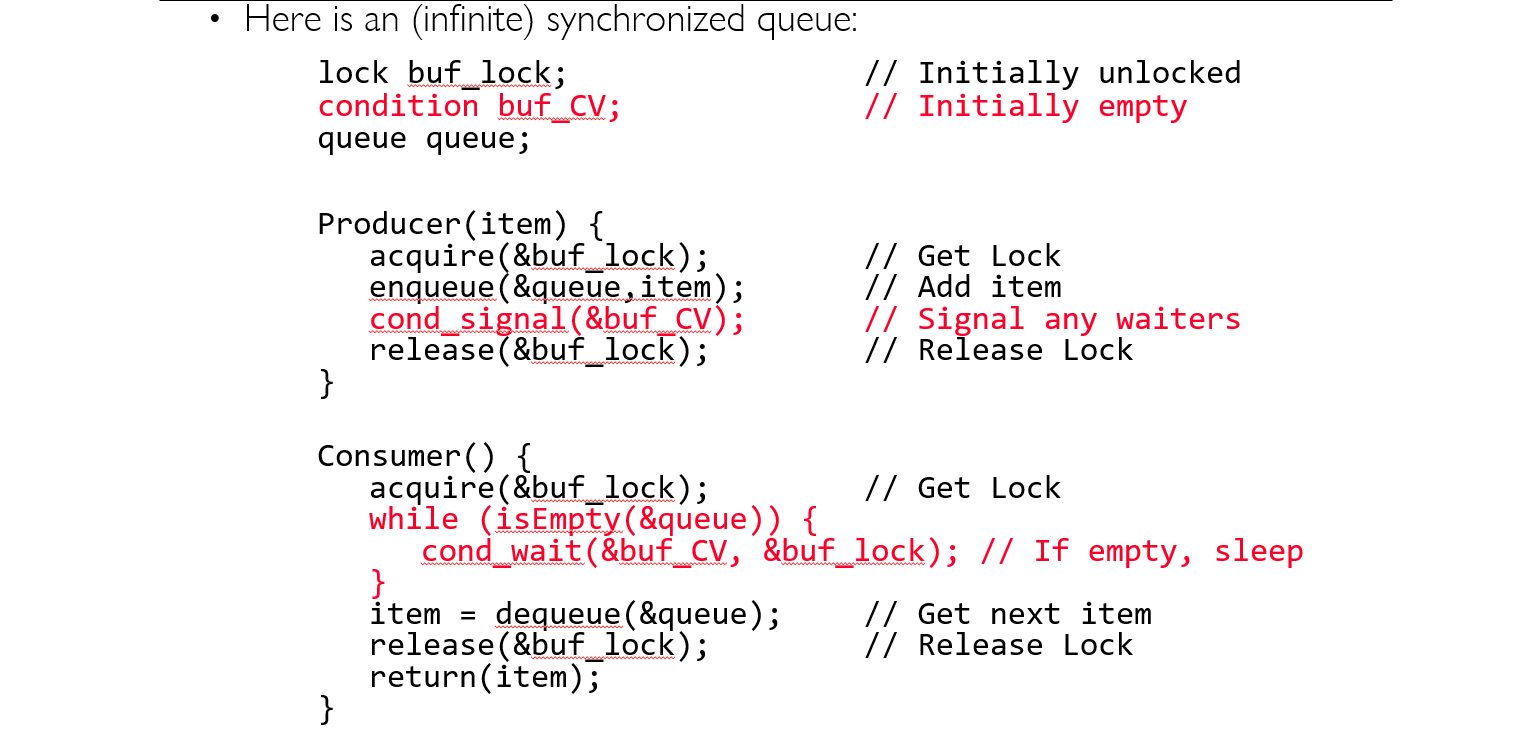 • Here is an (infinite) synchronized queue:
lock buf_lock; // Initially unlocked
condition buf_CV; // Initially empty
queue queue;
Producer(item) {
acquire(&buf_lock); // Get Lock
enqueue(&queue,item); // Add item
cond_signal(&buf_CV); // Signal any waiters
release(&buf_lock); // Release Lock
}
Consumer() {
acquire(&buf_lock); // Get Lock
while (isEmpty(&queue)) {
cond_wait(&buf_CV, &buf_lock); // If empty, sleep
}
item = dequeue(&queue); // Get next item
release(&buf_lock); // Release Lock
return(item);
}